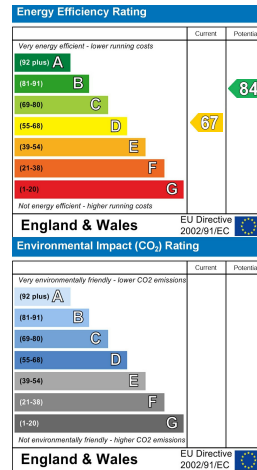 Energy Efficiency Rating
Current Potentia
Very energy efficient - lower running costs
(92 plus) A
(81-91) B
84
(69-80) C
(55-68) D
67
(39-54) E
(21-38) F
(1-20) G
Not energy efficient - higher running costs
England & Wales
EU Directive
2002/91/EC
Environmental Impact (CO₂) Rating
Current Potentia
Very environmentally friendly - lower CO2 emissions
(92 plus) A
(81-91) B
(69-80) C
(55-68) D
(39-54) E
(21-38) F
(1-20) G
Not environmentally friendly - higher CO2 emissions
England & Wales
EU Directive
2002/91/EC